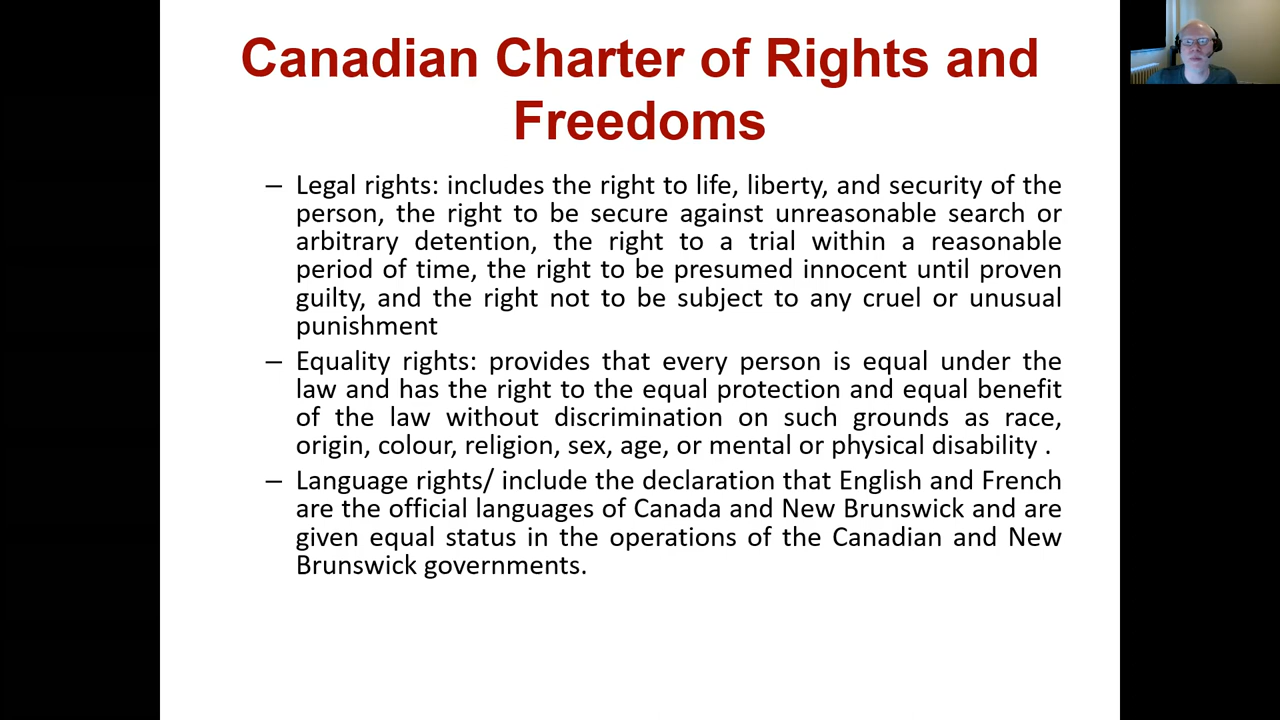 Canadian Charter of Rights and
Freedoms
– Legal rights: includes the right to life, liberty, and security of the
person, the right to be secure against unreasonable search or
arbitrary detention, the right to a trial within a reasonable
period of time, the right to be presumed innocent until proven
guilty, and the right not to be subject to any cruel or unusual
punishment
– Equality rights: provides that every person is equal under the
law and has the right to the equal protection and equal benefit
of the law without discrimination on such grounds as race,
origin, colour, religion, sex, age, or mental or physical disability .
– Language rights/ include the declaration that English and French
are the official languages of Canada and New Brunswick and are
given equal status in the operations of the Canadian and New
Brunswick governments.